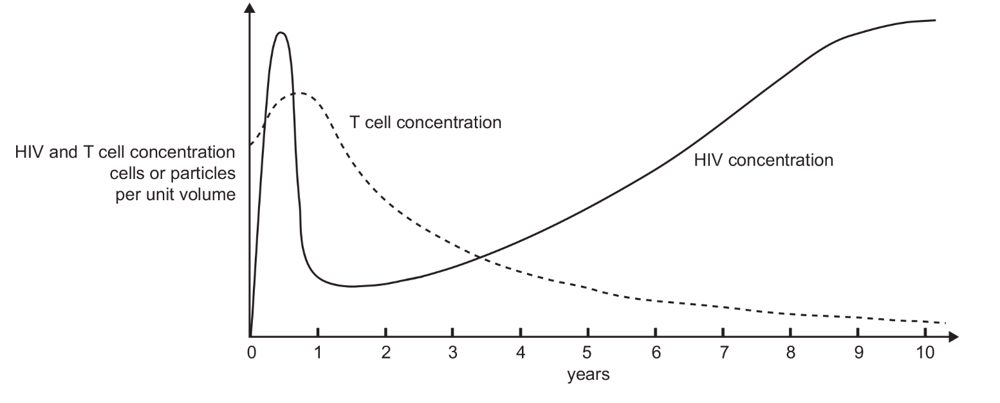 T cell concentration
HIV and T cell concentration
cells or particles
per unit volume
HIV concentration
0 1 2 3 4 5 6 7 8 9 10
years